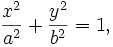 x²/a² + y²/b² = 1,